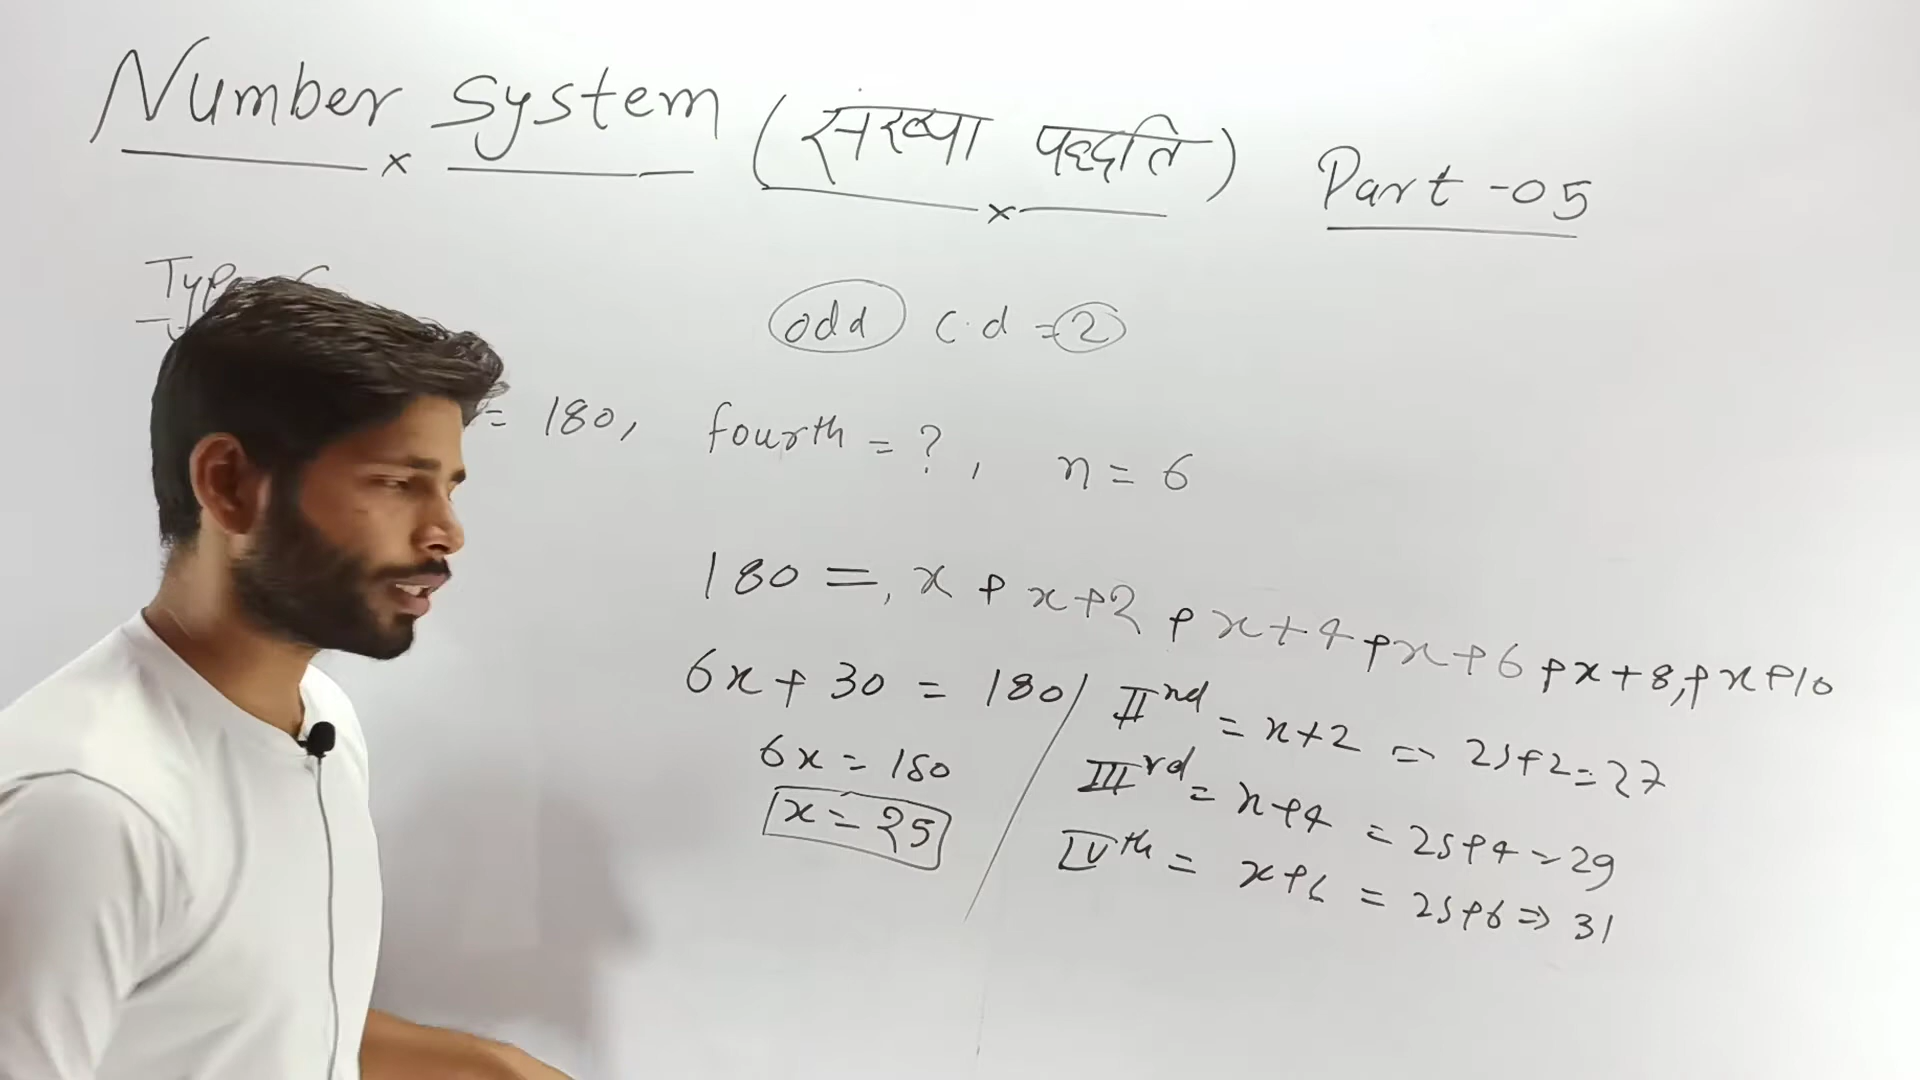 Number System (संख्या पद्धति) Part -05
Type
odd c.d = 2
= 180, fourth = ?, n = 6
180 = x + x+2 + x+4 + x+6 + x+8 + x+10
6x + 30 = 180
6x = 150
x = 25
IInd = x+2 => 25+2 = 27
IIIrd = x+4 = 25+4 = 29
IVth = x+6 = 25+6 => 31